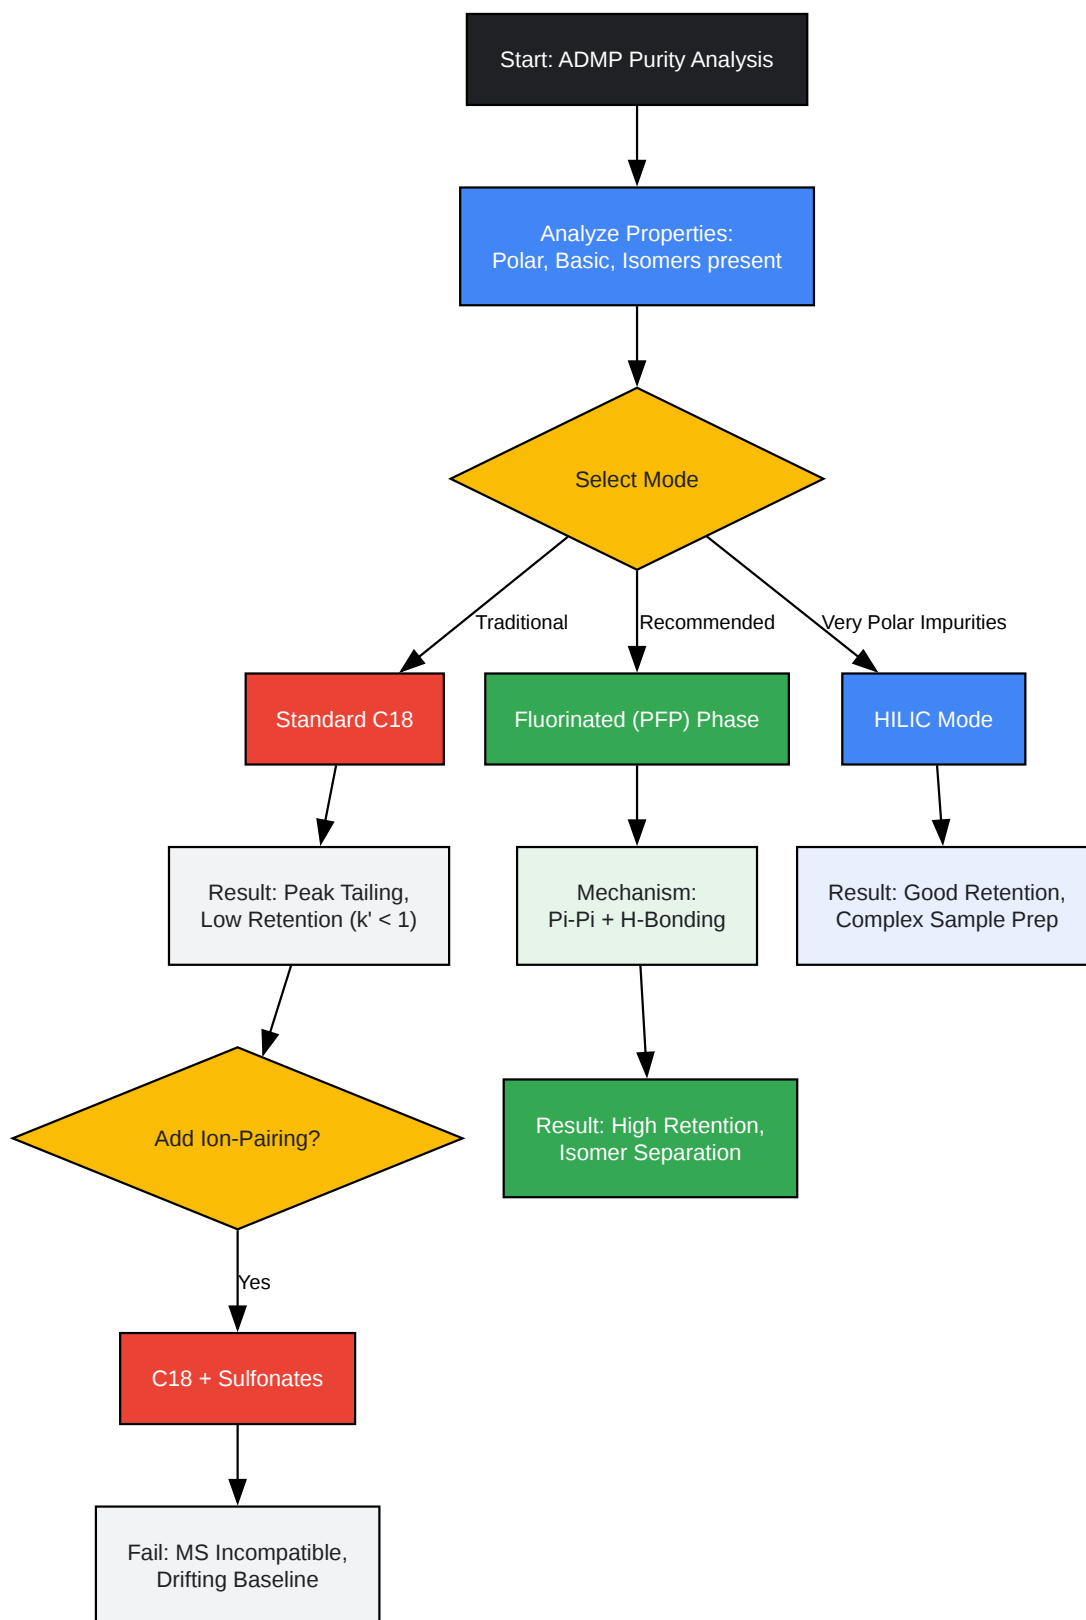 Start: ADMP Purity Analysis
Analyze Properties:
Polar, Basic, Isomers present
Select Mode
Traditional
Recommended
Very Polar Impurities
Standard C18
Fluorinated (PFP) Phase
HILIC Mode
Result: Peak Tailing,
Low Retention (k' < 1)
Mechanism:
Pi-Pi + H-Bonding
Result: Good Retention,
Complex Sample Prep
Add Ion-Pairing?
Result: High Retention,
Isomer Separation
Yes
C18 + Sulfonates
Fail: MS Incompatible,
Drifting Baseline